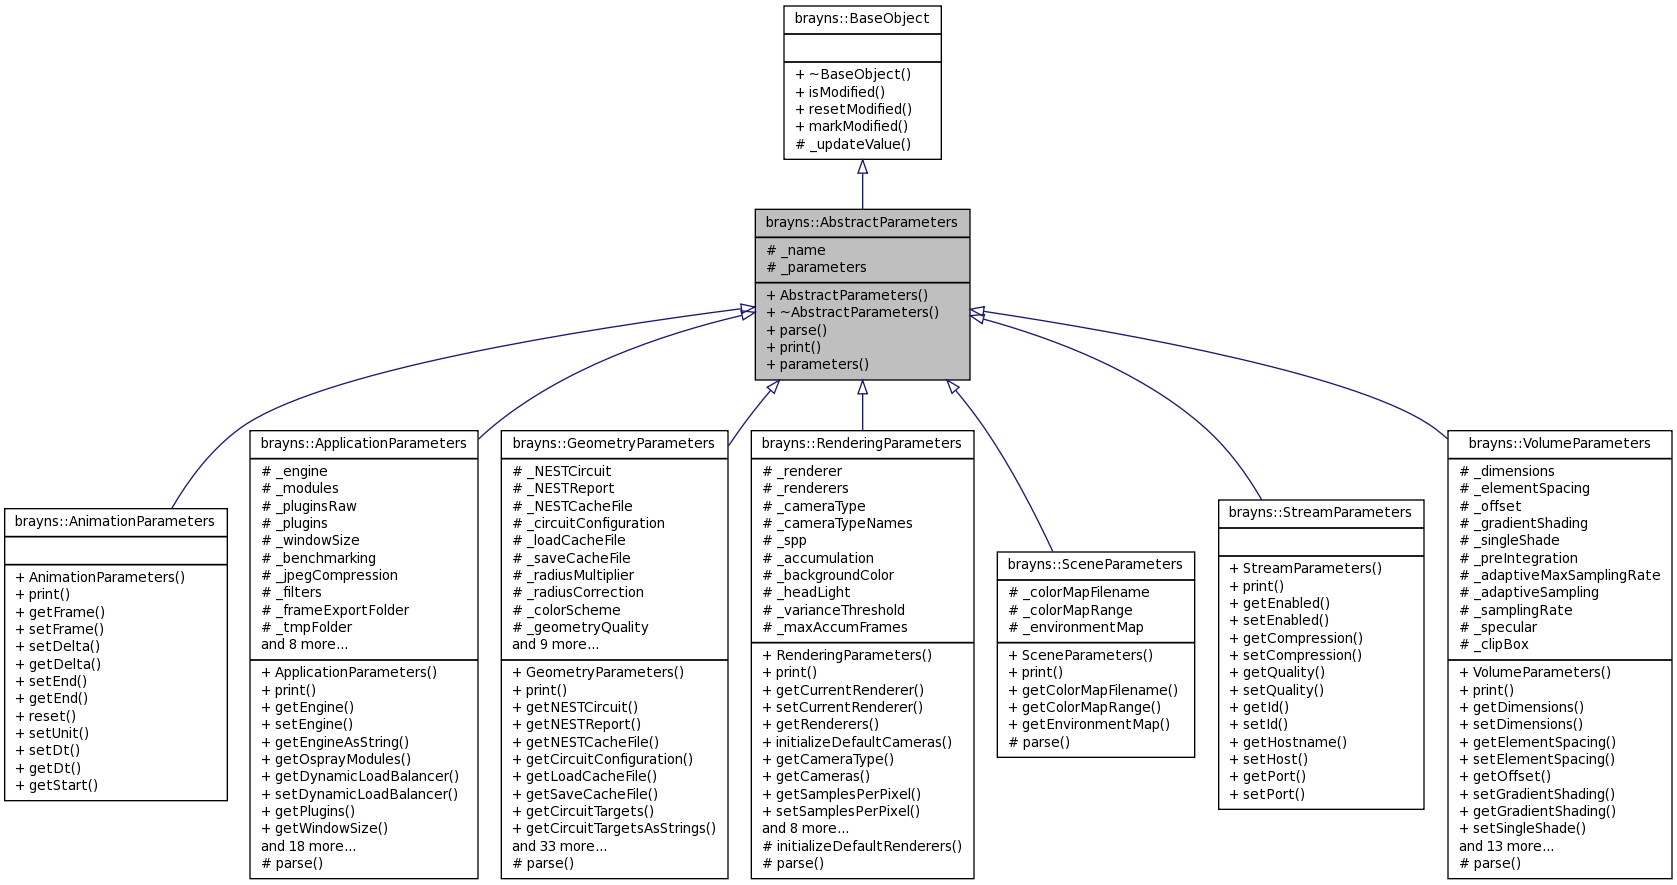 brayns::BaseObject
+ ~BaseObject()
+ isModified()
+ resetModified()
+ markModified()
# _updateValue()
brayns::AbstractParameters
# _name
# _parameters
+ AbstractParameters()
+ ~AbstractParameters()
+ parse()
+ print()
+ parameters()
brayns::AnimationParameters
+ AnimationParameters()
+ print()
+ getFrame()
+ setFrame()
+ setDelta()
+ getDelta()
+ setEnd()
+ getEnd()
+ reset()
+ setUnit()
+ setDt()
+ getDt()
+ getStart()
brayns::ApplicationParameters
# _engine
# _modules
# _pluginsRaw
# _plugins
# _windowSize
# _benchmarking
# _jpegCompression
# _filters
# _frameExportFolder
# _tmpFolder
and 8 more...
+ ApplicationParameters()
+ print()
+ getEngine()
+ setEngine()
+ getEngineAsString()
+ getOsprayModules()
+ getDynamicLoadBalancer()
+ setDynamicLoadBalancer()
+ getPlugins()
+ getWindowSize()
and 18 more...
# parse()
brayns::GeometryParameters
# _NESTCircuit
# _NESTReport
# _NESTCacheFile
# _circuitConfiguration
# _loadCacheFile
# _saveCacheFile
# _radiusMultiplier
# _radiusCorrection
# _colorScheme
# _geometryQuality
and 9 more...
+ GeometryParameters()
+ print()
+ getNESTCircuit()
+ getNESTReport()
+ getNESTCacheFile()
+ getCircuitConfiguration()
+ getLoadCacheFile()
+ getSaveCacheFile()
+ getCircuitTargets()
+ getCircuitTargetsAsStrings()
and 33 more...
# parse()
brayns::RenderingParameters
# _renderer
# _renderers
# _cameraType
# _cameraTypeNames
# _spp
# _accumulation
# _backgroundColor
# _headLight
# _varianceThreshold
# _maxAccumFrames
+ RenderingParameters()
+ print()
+ getCurrentRenderer()
+ setCurrentRenderer()
+ getRenderers()
+ initializeDefaultCameras()
+ getCameraType()
+ getCameras()
+ getSamplesPerPixel()
+ setSamplesPerPixel()
and 8 more...
# initializeDefaultRenderers()
# parse()
brayns::SceneParameters
# _colorMapFilename
# _colorMapRange
# _environmentMap
+ SceneParameters()
+ print()
+ getColorMapFilename()
+ getColorMapRange()
+ getEnvironmentMap()
# parse()
brayns::StreamParameters
+ StreamParameters()
+ print()
+ getEnabled()
+ setEnabled()
+ getCompression()
+ setCompression()
+ getQuality()
+ setQuality()
+ getId()
+ setId()
+ getHostname()
+ setHost()
+ getPort()
+ setPort()
brayns::VolumeParameters
# _dimensions
# _elementSpacing
# _offset
# _gradientShading
# _singleShade
# _preIntegration
# _adaptiveMaxSamplingRate
# _adaptiveSampling
# _samplingRate
# _specular
# _clipBox
+ VolumeParameters()
+ print()
+ getDimensions()
+ setDimensions()
+ getElementSpacing()
+ setElementSpacing()
+ getOffset()
+ setGradientShading()
+ getGradientShading()
+ setSingleShade()
and 13 more...
# parse()